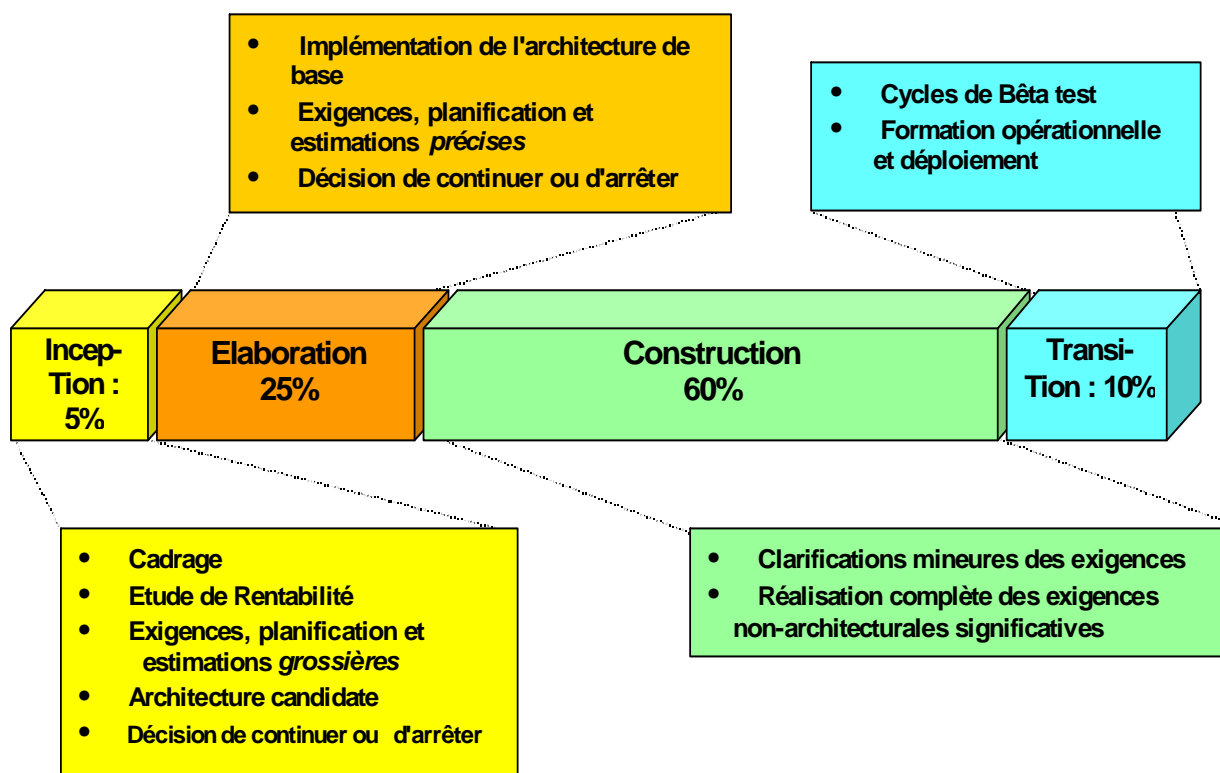 • Implémentation de l'architecture de
base
• Exigences, planification et
estimations précises
• Décision de continuer ou d'arrêter
• Cycles de Bêta test
• Formation opérationnelle
et déploiement
Incep-
Tion :
5%
Elaboration
25%
Construction
60%
Transi-
Tion : 10%
• Cadrage
• Etude de Rentabilité
• Exigences, planification et
estimations grossières
• Architecture candidate
• Décision de continuer ou d'arrêter
• Clarifications mineures des exigences
• Réalisation complète des exigences
non-architecturales significatives